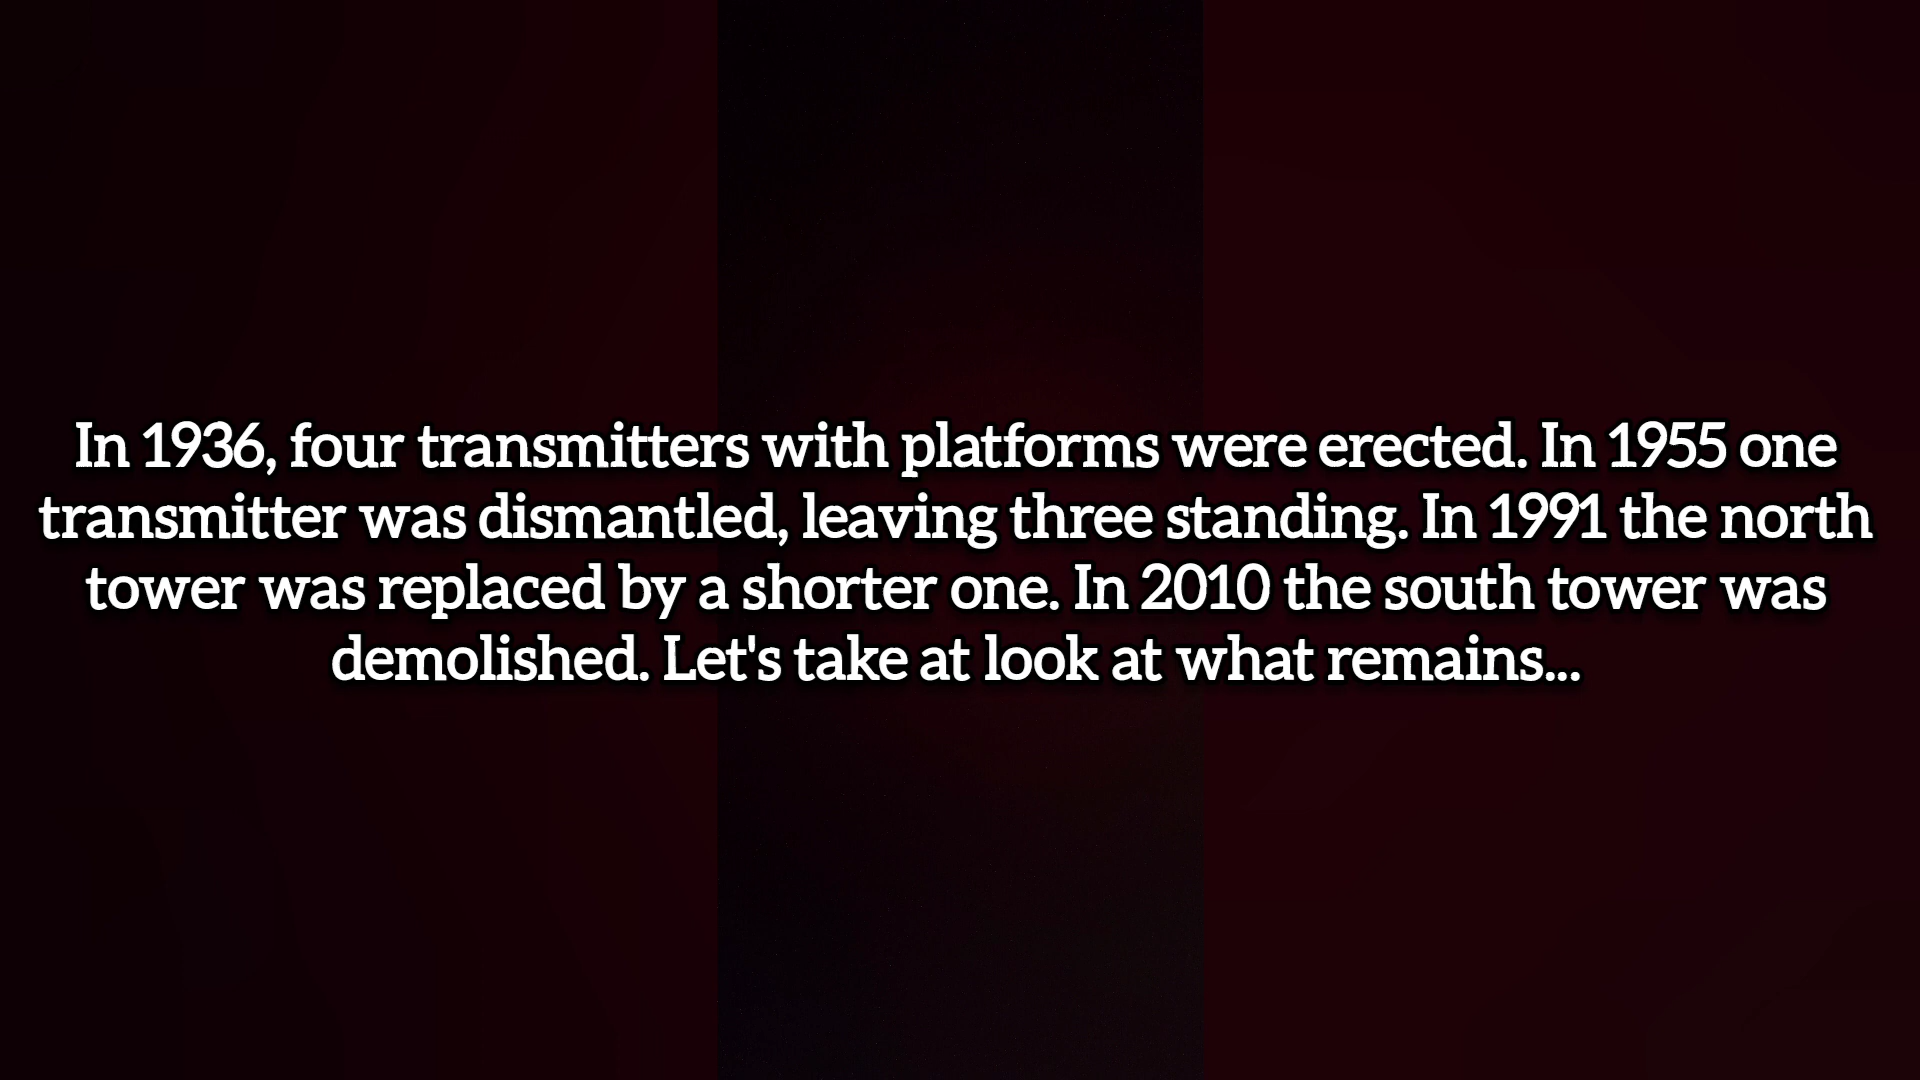 In 1936, four transmitters with platforms were erected. In 1955 one
transmitter was dismantled, leaving three standing. In 1991 the north
tower was replaced by a shorter one. In 2010 the south tower was
demolished. Let's take at look at what remains...